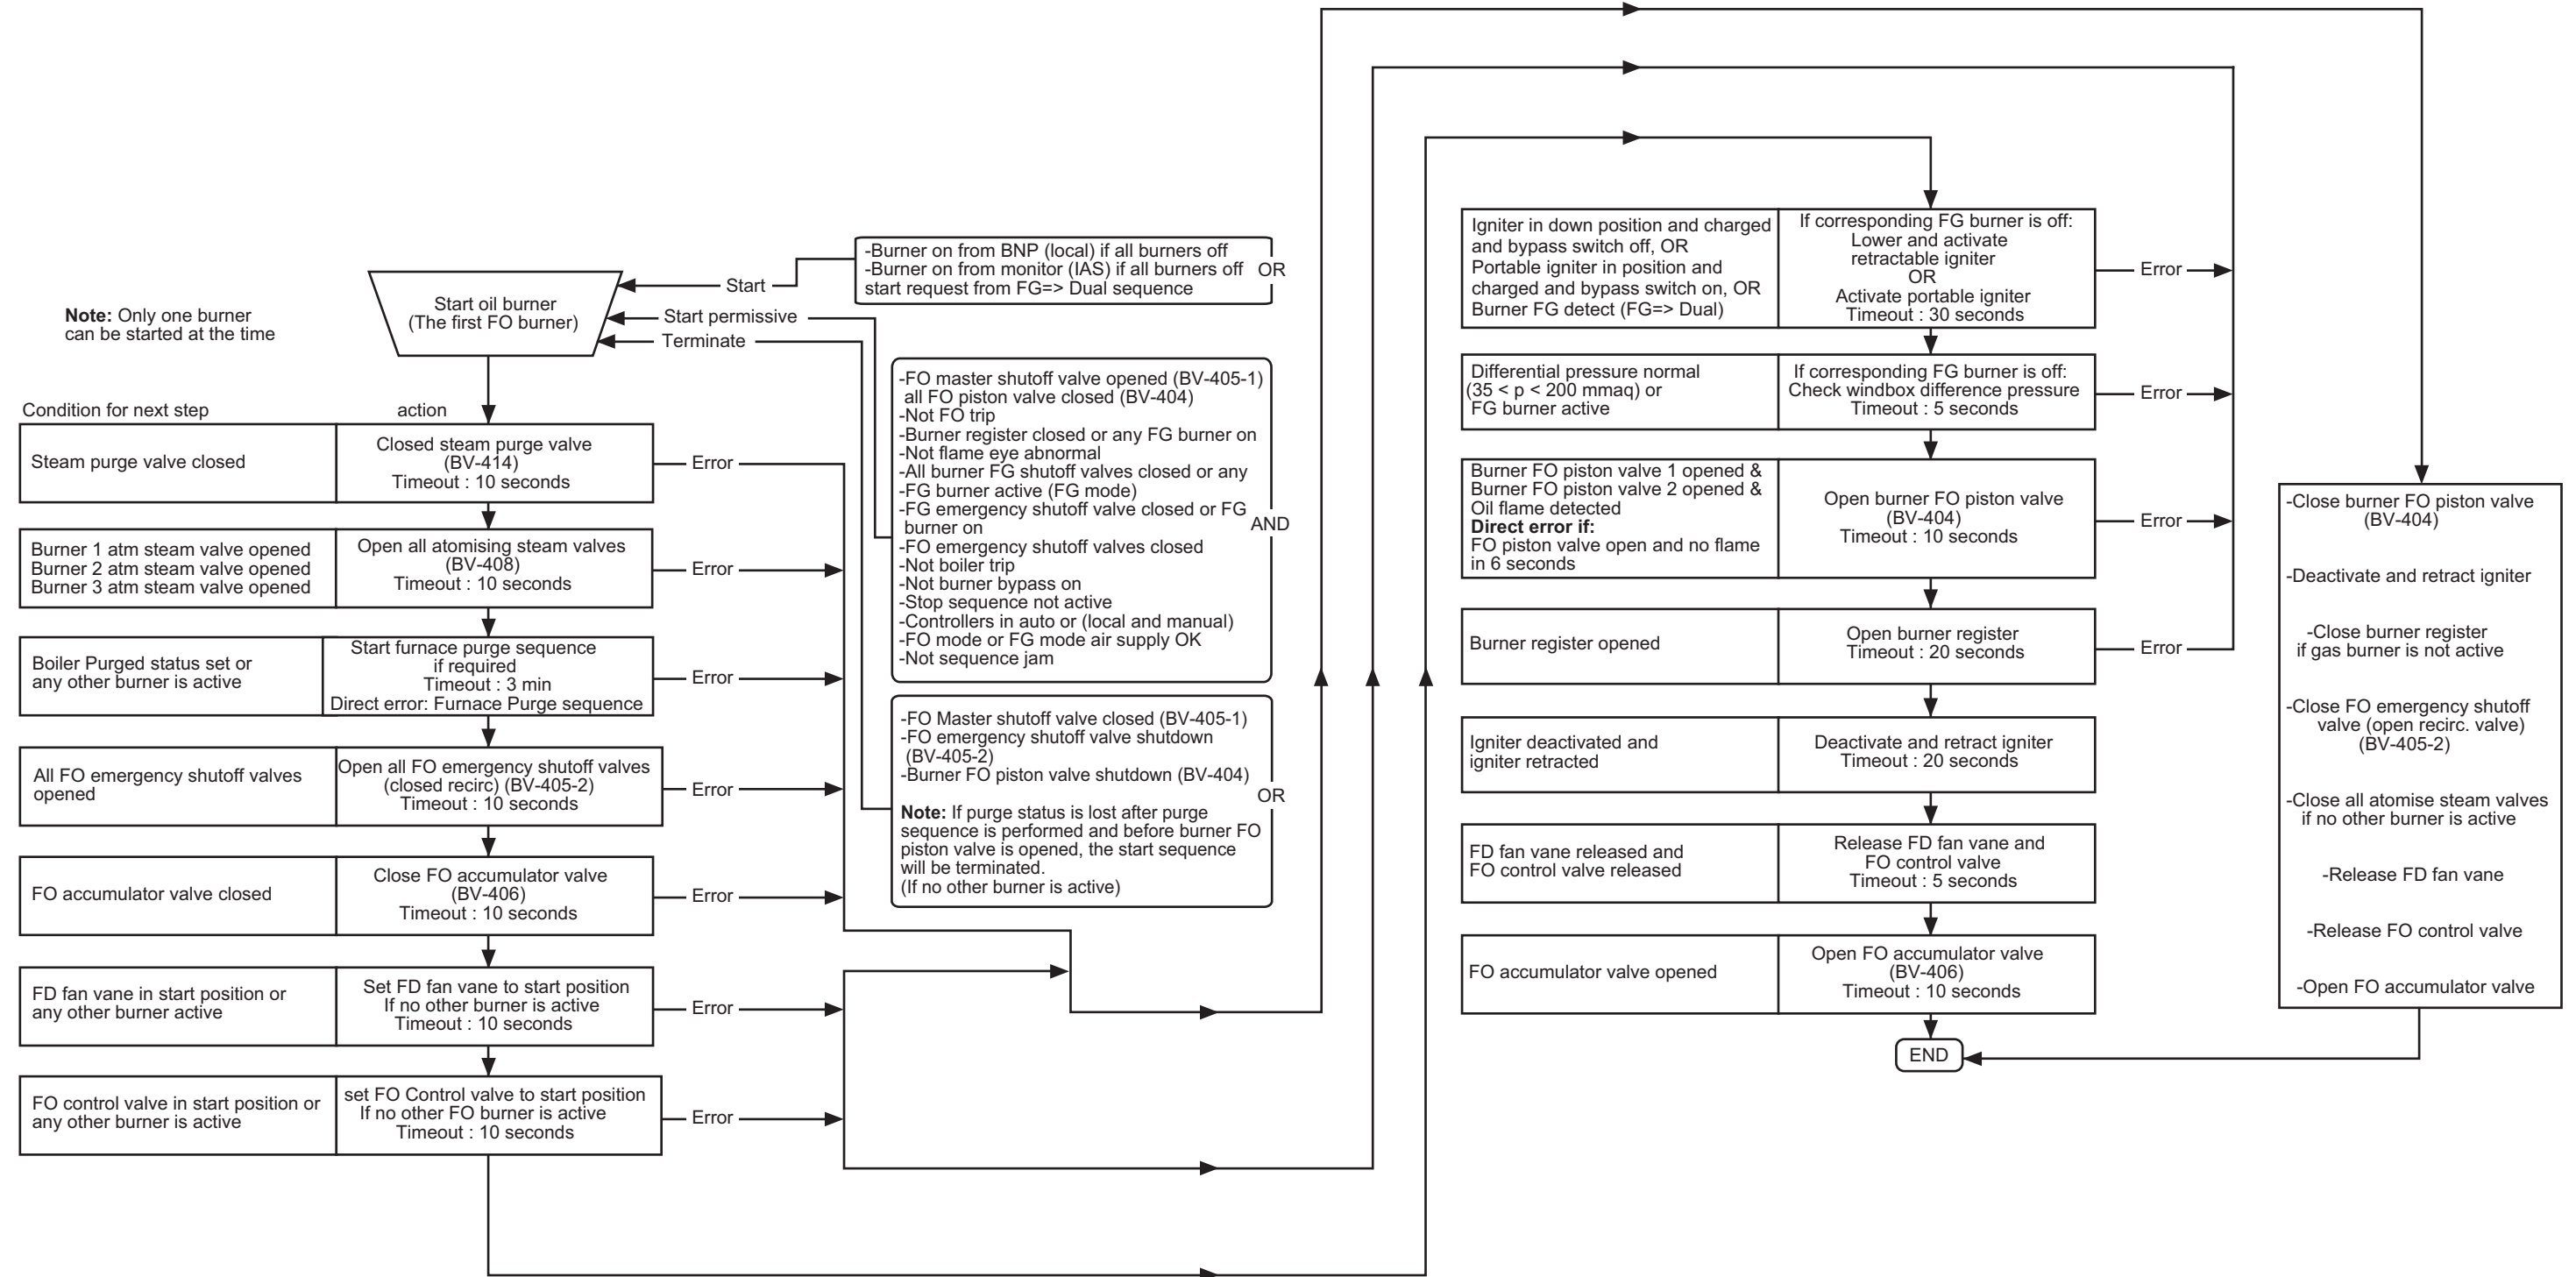 -Burner on from BNP (local) if all burners off
-Burner on from monitor (IAS) if all burners off
start request from FG=> Dual sequence
OR
Start
Start oil burner
(The first FO burner)
Start permissive
Terminate
Note: Only one burner
can be started at the time
-FO master shutoff valve opened (BV-405-1)
all FO piston valve closed (BV-404)
-Not FO trip
-Burner register closed or any FG burner on
-Not flame eye abnormal
-All burner FG shutoff valves closed or any
-FG burner active (FG mode)
-FG emergency shutoff valve closed or FG
burner on
-FO emergency shutoff valves closed
-Not boiler trip
-Not burner bypass on
-Stop sequence not active
-Controllers in auto or (local and manual)
-FO mode or FG mode air supply OK
-Not sequence jam
AND
-FO Master shutoff valve closed (BV-405-1)
-FO emergency shutoff valve shutdown
(BV-405-2)
-Burner FO piston valve shutdown (BV-404)
Note: If purge status is lost after purge
sequence is performed and before burner FO
piston valve is opened, the start sequence
will be terminated.
(If no other burner is active)
OR
Condition for next step
action
Steam purge valve closed
Closed steam purge valve
(BV-414)
Timeout : 10 seconds
Error
Burner 1 atm steam valve opened
Burner 2 atm steam valve opened
Burner 3 atm steam valve opened
Open all atomising steam valves
(BV-408)
Timeout : 10 seconds
Error
Boiler Purged status set or
any other burner is active
Start furnace purge sequence
if required
Timeout : 3 min
Direct error: Furnace Purge sequence
Error
All FO emergency shutoff valves
opened
Open all FO emergency shutoff valves
(closed recirc) (BV-405-2)
Timeout : 10 seconds
Error
FO accumulator valve closed
Close FO accumulator valve
(BV-406)
Timeout : 10 seconds
Error
FD fan vane in start position or
any other burner active
Set FD fan vane to start position
If no other burner is active
Timeout : 10 seconds
Error
FO control valve in start position or
any other burner is active
set FO Control valve to start position
If no other FO burner is active
Timeout : 10 seconds
Error
Igniter in down position and charged
and bypass switch off, OR
Portable igniter in position and
charged and bypass switch on, OR
Burner FG detect (FG=> Dual)
If corresponding FG burner is off:
Lower and activate
retractable igniter
OR
Activate portable igniter
Timeout : 30 seconds
Error
Differential pressure normal
(35 < p < 200 mmaq) or
FG burner active
If corresponding FG burner is off:
Check windbox difference pressure
Timeout : 5 seconds
Error
Burner FO piston valve 1 opened &
Burner FO piston valve 2 opened &
Oil flame detected
Direct error if:
FO piston valve open and no flame
in 6 seconds
Open burner FO piston valve
(BV-404)
Timeout : 10 seconds
Error
Burner register opened
Open burner register
Timeout : 20 seconds
Error
Igniter deactivated and
igniter retracted
Deactivate and retract igniter
Timeout : 20 seconds
FD fan vane released and
FO control valve released
Release FD fan vane and
FO control valve
Timeout : 5 seconds
FO accumulator valve opened
Open FO accumulator valve
(BV-406)
Timeout : 10 seconds
END
-Close burner FO piston valve
(BV-404)
-Deactivate and retract igniter
-Close burner register
if gas burner is not active
-Close FO emergency shutoff
valve (open recirc. valve)
(BV-405-2)
-Close all atomise steam valves
if no other burner is active
-Release FD fan vane
-Release FO control valve
-Open FO accumulator valve